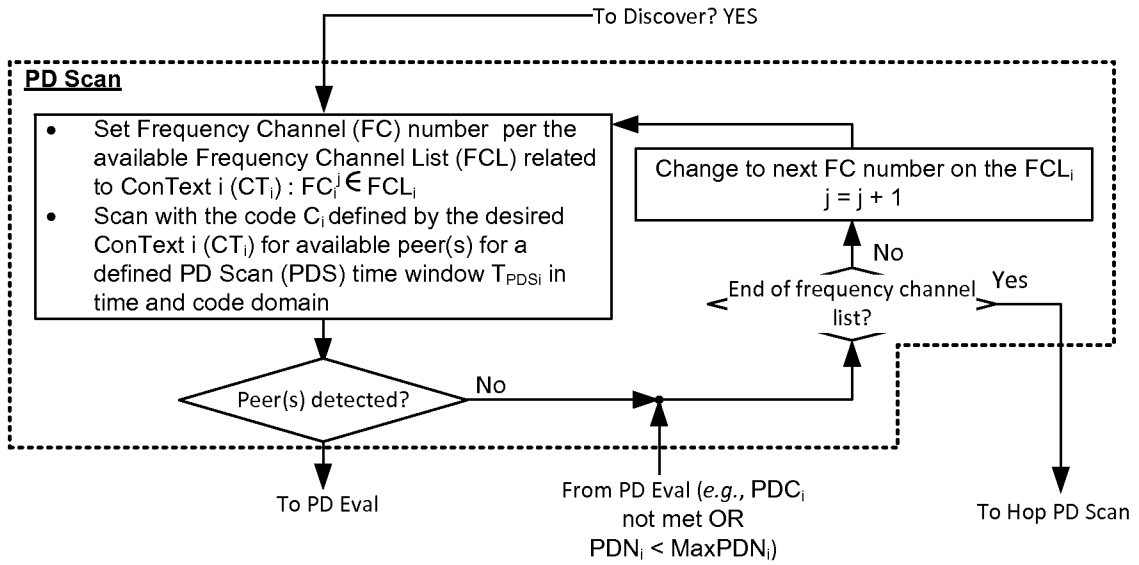 To Discover? YES
PD Scan
• Set Frequency Channel (FC) number per the
available Frequency Channel List (FCL) related
to ConText i (CTᵢ) : FCᵢʲ ∈ FCLᵢ
• Scan with the code Cᵢ defined by the desired
ConText i (CTᵢ) for available peer(s) for a
defined PD Scan (PDS) time window T_PDSi in
time and code domain
Change to next FC number on the FCLᵢ
j = j + 1
No
End of frequency channel
list?
Yes
Peer(s) detected?
No
To PD Eval
From PD Eval (e.g., PDCᵢ
not met OR
PDNᵢ < MaxPDNᵢ)
To Hop PD Scan